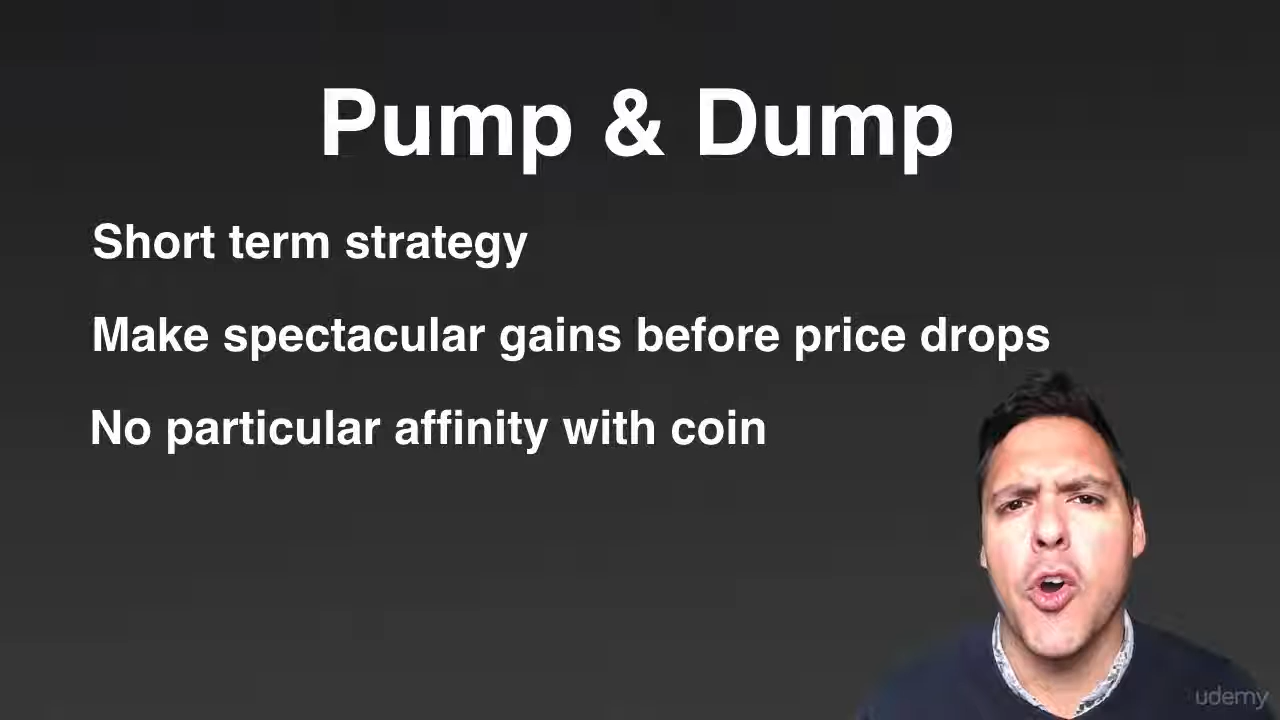 Pump & Dump
Short term strategy
Make spectacular gains before price drops
No particular affinity with coin
udemy